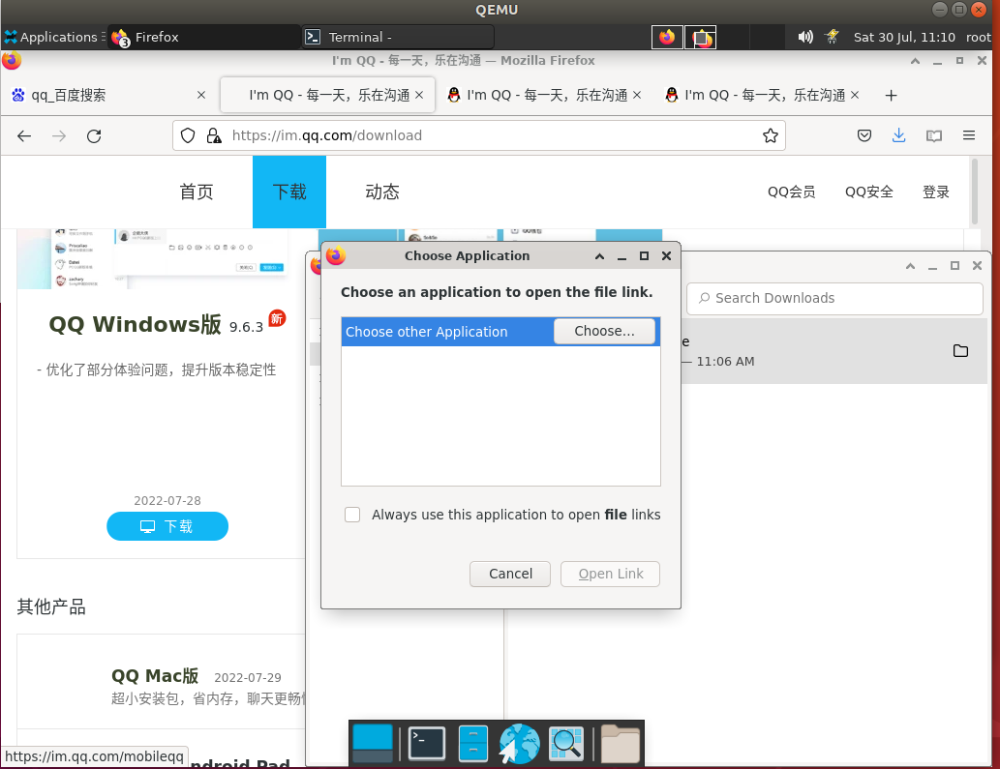 QEMU
Applications
3
Firefox
Terminal -
Sat 30 Jul, 11:10
root
I'm QQ - 每一天，乐在沟通 — Mozilla Firefox
qq_百度搜索
I'm QQ - 每一天，乐在沟通
I'm QQ - 每一天，乐在沟通
I'm QQ - 每一天，乐在沟通
https://im.qq.com/download
首页
下载
动态
QQ会员
QQ安全
登录
QQ Windows版 9.6.3 新
- 优化了部分体验问题，提升版本稳定性
2022-07-28
下载
其他产品
QQ Mac版 2022-07-29
超小安装包，省内存，聊天更畅
Choose Application
Choose an application to open the file link.
Choose other Application
Choose...
Always use this application to open file links
Cancel
Open Link
Search Downloads
e
— 11:06 AM
https://im.qq.com/mobileqq
ndroid Pad